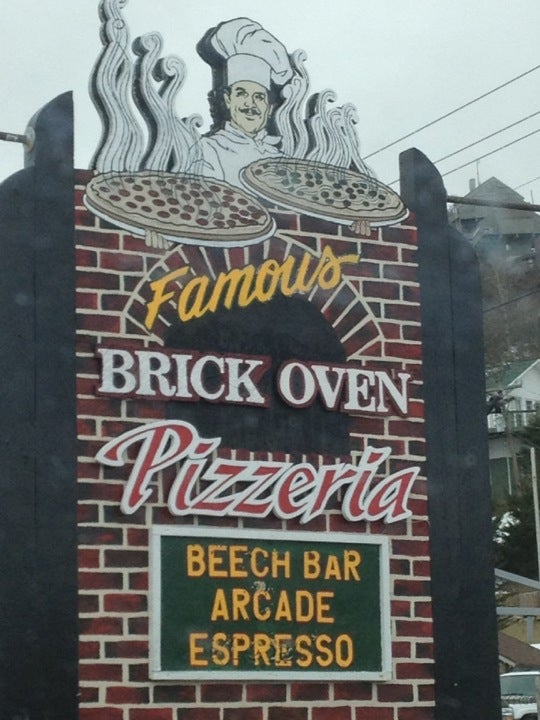 Famous
BRICK OVEN
Pizzeria
BEECH BAR
ARCADE
ESPRESSO